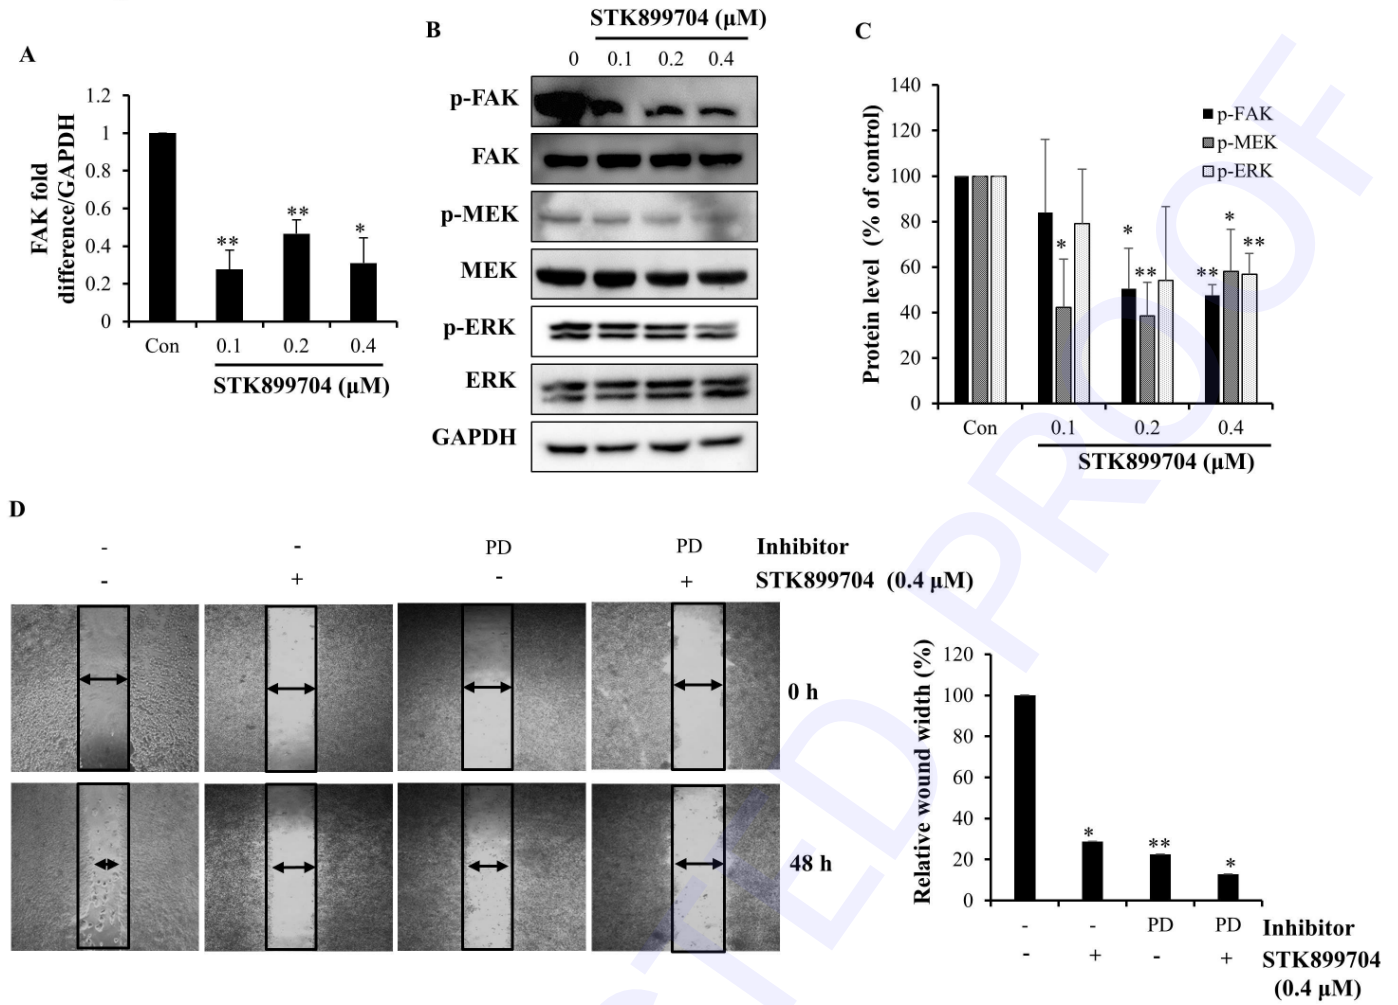 A
FAK fold
difference/GAPDH
1.2
1
0.8
0.6
0.4
0.2
0
**
**
*
Con
0.1
0.2
0.4
STK899704 (μM)
B
STK899704 (μM)
0
0.1
0.2
0.4
p-FAK
FAK
p-MEK
MEK
p-ERK
ERK
GAPDH
C
Protein level (% of control)
140
120
100
80
60
40
20
0
p-FAK
p-MEK
p-ERK
*
*
**
**
*
**
Con
0.1
0.2
0.4
STK899704 (μM)
D
- - PD PD Inhibitor
- + - + STK899704 (0.4 μM)
0 h
48 h
Relative wound width (%)
120
100
80
60
40
20
0
*
**
*
- - PD PD Inhibitor
- + - + STK899704
(0.4 μM)
TED PROOF